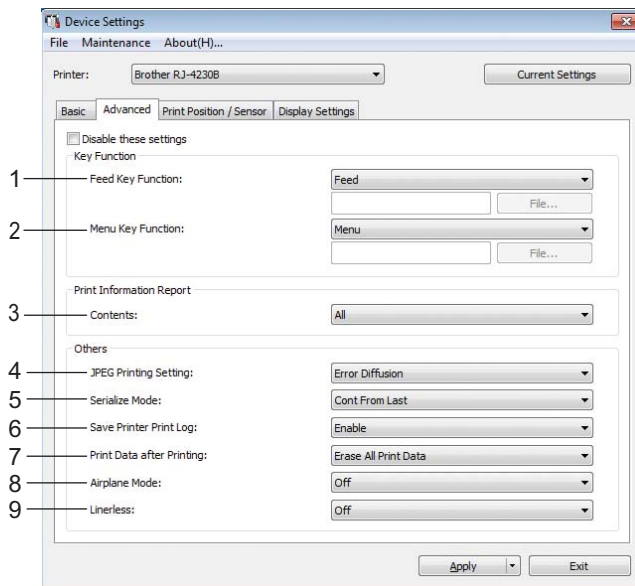 Device Settings
File Maintenance About(H)...
Printer: Brother RJ-4230B Current Settings
Basic Advanced Print Position / Sensor Display Settings
Disable these settings
Key Function
1 Feed Key Function: Feed
File...
2 Menu Key Function: Menu
File...
Print Information Report
3 Contents: All
Others
4 JPEG Printing Setting: Error Diffusion
5 Serialize Mode: Cont From Last
6 Save Printer Print Log: Enable
7 Print Data after Printing: Erase All Print Data
8 Airplane Mode: Off
9 Linerless: Off
Apply Exit